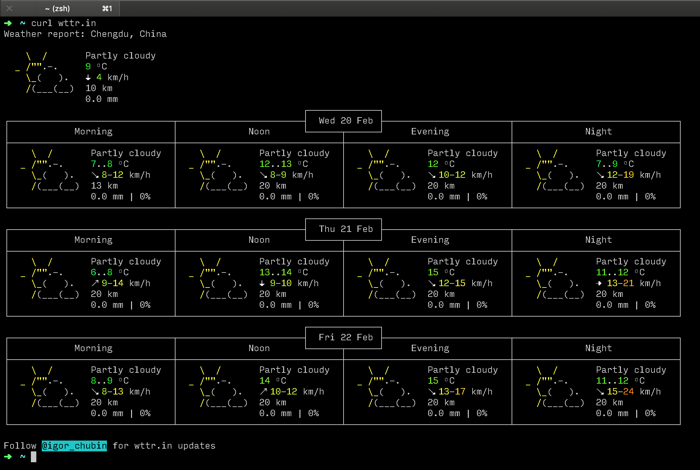 ~ (zsh) ⌘1
➜ ~ curl wttr.in
Weather report: Chengdu, China
Partly cloudy
9 °C
↓ 4 km/h
10 km
0.0 mm
Wed 20 Feb
Morning Noon Evening Night
Partly cloudy Partly cloudy Partly cloudy Partly cloudy
7..8 °C 12..13 °C 12 °C 7..9 °C
↘ 8-12 km/h ↘ 8-9 km/h ↘ 10-12 km/h ↘ 12-19 km/h
13 km 20 km 20 km 20 km
0.0 mm | 0% 0.0 mm | 0% 0.0 mm | 0% 0.0 mm | 0%
Thu 21 Feb
Morning Noon Evening Night
Partly cloudy Partly cloudy Partly cloudy Partly cloudy
6..8 °C 13..14 °C 15 °C 11..12 °C
↗ 9-14 km/h ↓ 9-10 km/h ↘ 12-15 km/h → 13-21 km/h
20 km 20 km 20 km 20 km
0.0 mm | 0% 0.0 mm | 0% 0.0 mm | 0% 0.0 mm | 0%
Fri 22 Feb
Morning Noon Evening Night
Partly cloudy Partly cloudy Partly cloudy Partly cloudy
8..9 °C 14 °C 15 °C 11..12 °C
↘ 8-13 km/h ↗ 10-12 km/h ↘ 13-17 km/h ↘ 15-24 km/h
20 km 20 km 20 km 20 km
0.0 mm | 0% 0.0 mm | 0% 0.0 mm | 0% 0.0 mm | 0%
Follow @igor_chubin for wttr.in updates
➜ ~